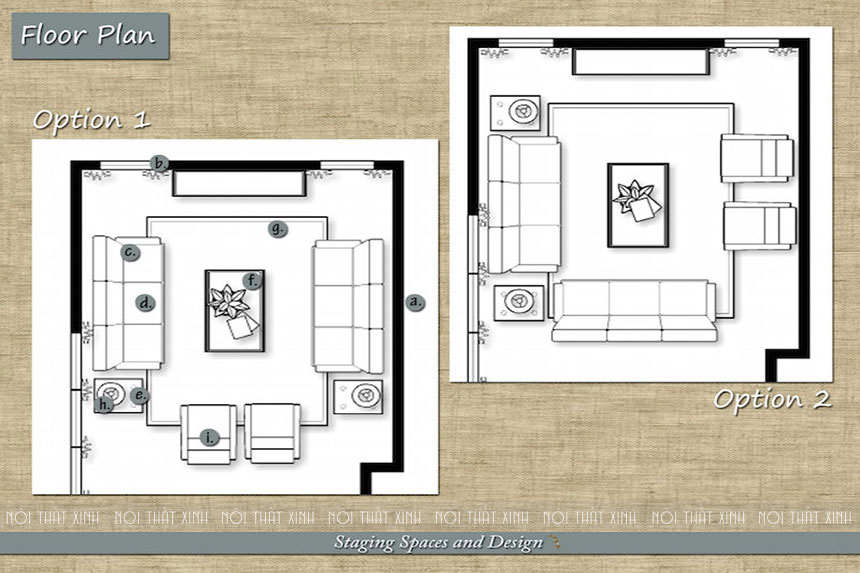 Floor Plan
Option 1
b.
g.
c.
f.
d.
a.
e.
h.
i.
Option 2
NỘI THẤT XINH NỘI THẤT XINH NỘI THẤT XINH NỘI THẤT XINH NỘI THẤT XINH NỘI THẤT XINH NỘI THẤT XINH NỘI THẤT XINH
Staging Spaces and Design